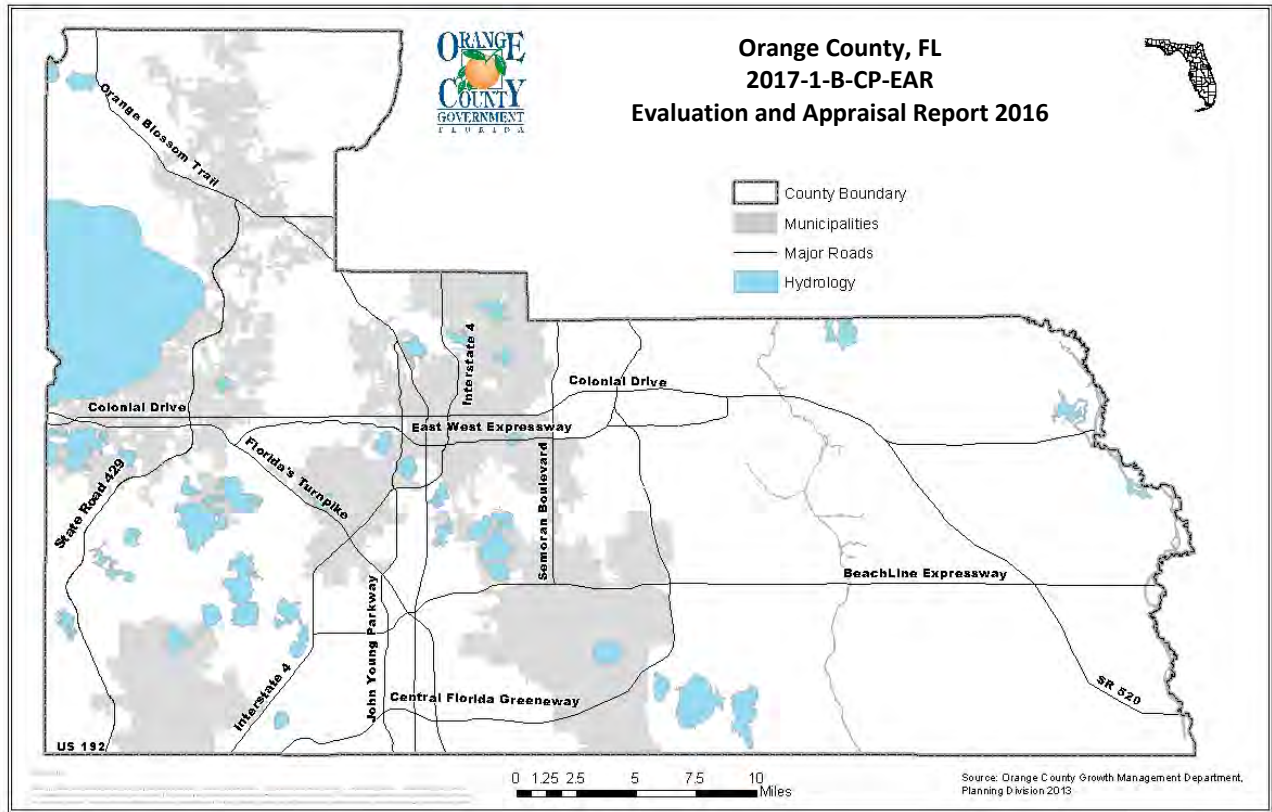 ORANGE
COUNTY
GOVERNMENT
FLORIDA
Orange County, FL
2017-1-B-CP-EAR
Evaluation and Appraisal Report 2016
County Boundary
Municipalities
Major Roads
Hydrology
Orange Blossom Trail
Interstate 4
Colonial Drive
Colonial Drive
East West Expressway
Florida's Turnpike
State Road 429
Semoran Boulevard
BeachLine Expressway
John Young Parkway
Interstate 4
Central Florida Greeneway
SR 520
US 192
0 1.25 2.5 5 7.5 10
Miles
Source: Orange County Growth Management Department,
Planning Division 2013